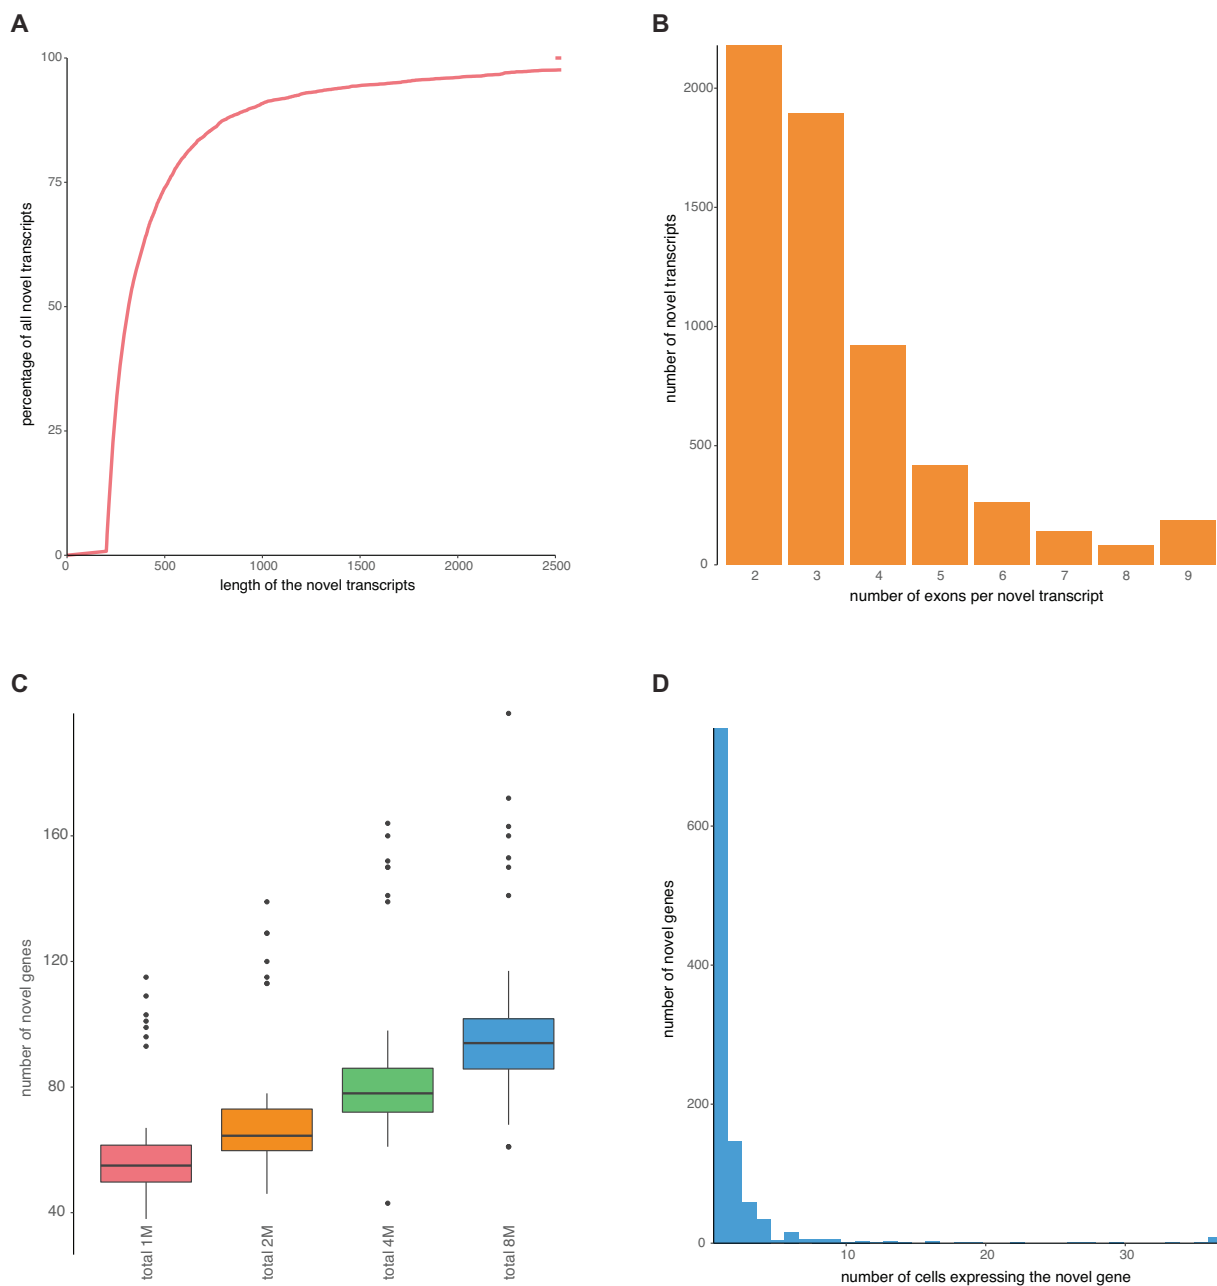 A
100
75
50
25
0
percentage of all novel transcripts
0 500 1000 1500 2000 2500
length of the novel transcripts
B
2000
1500
1000
500
0
number of novel transcripts
2 3 4 5 6 7 8 9
number of exons per novel transcript
C
160
120
80
40
number of novel genes
total 1M total 2M total 4M total 8M
D
600
400
200
0
number of novel genes
10 20 30
number of cells expressing the novel gene